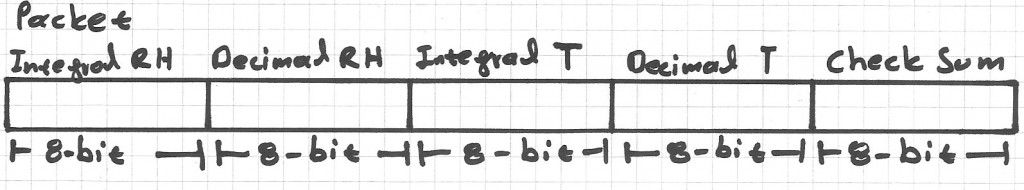 Packet
Integral RH Decimal RH Integral T Decimal T Check Sum
8-bit 8-bit 8-bit 8-bit 8-bit